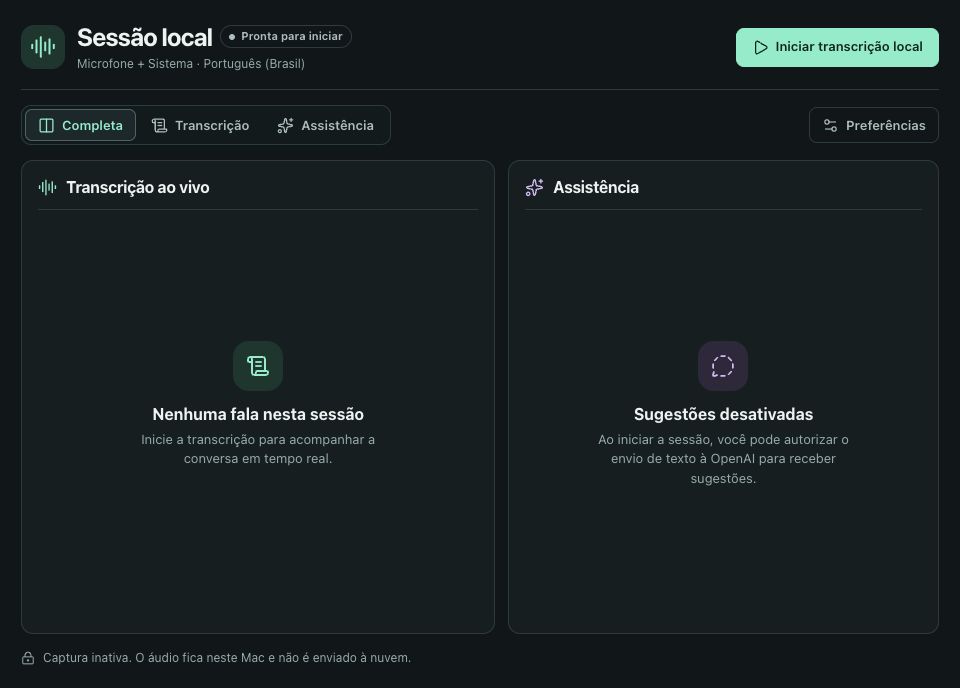 Sessão local
Pronta para iniciar
Microfone + Sistema · Português (Brasil)
Iniciar transcrição local
Completa
Transcrição
Assistência
Preferências
Transcrição ao vivo
Nenhuma fala nesta sessão
Inicie a transcrição para acompanhar a
conversa em tempo real.
Assistência
Sugestões desativadas
Ao iniciar a sessão, você pode autorizar o
envio de texto à OpenAI para receber
sugestões.
Captura inativa. O áudio fica neste Mac e não é enviado à nuvem.